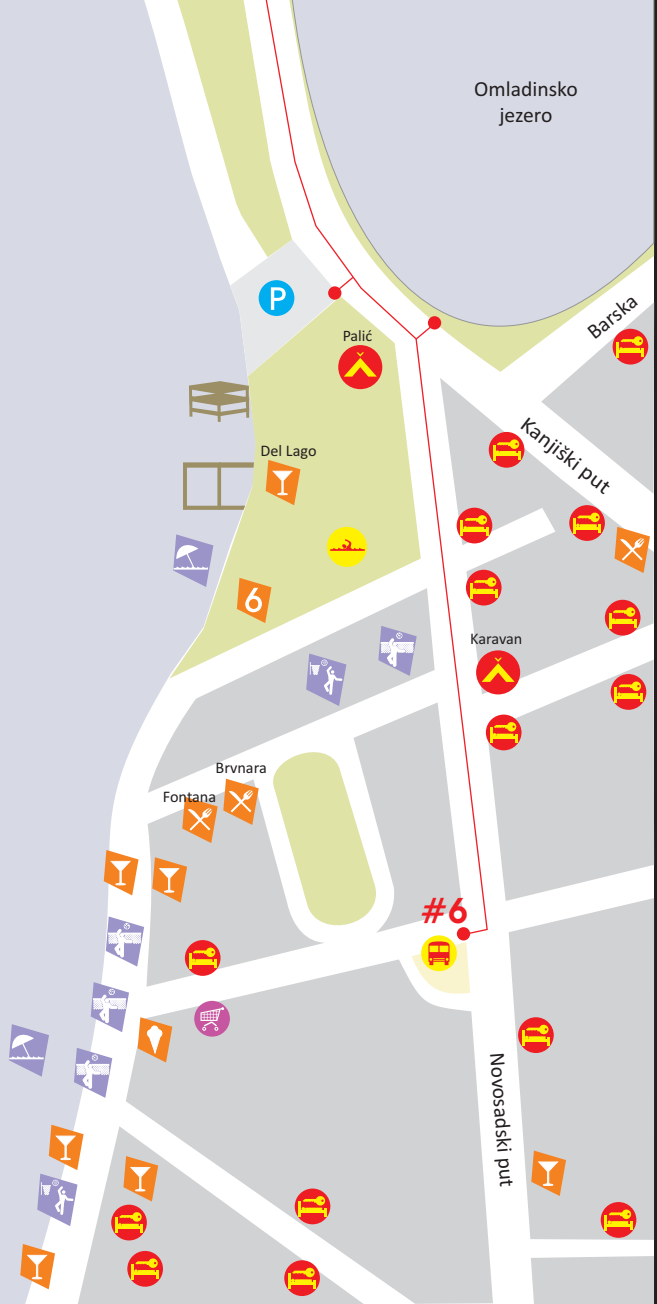 Omladinsko
jezero
P
Barska
Palić
Kanjiški put
Del Lago
6
Karavan
Brvnara
Fontana
#6
Novosadski put